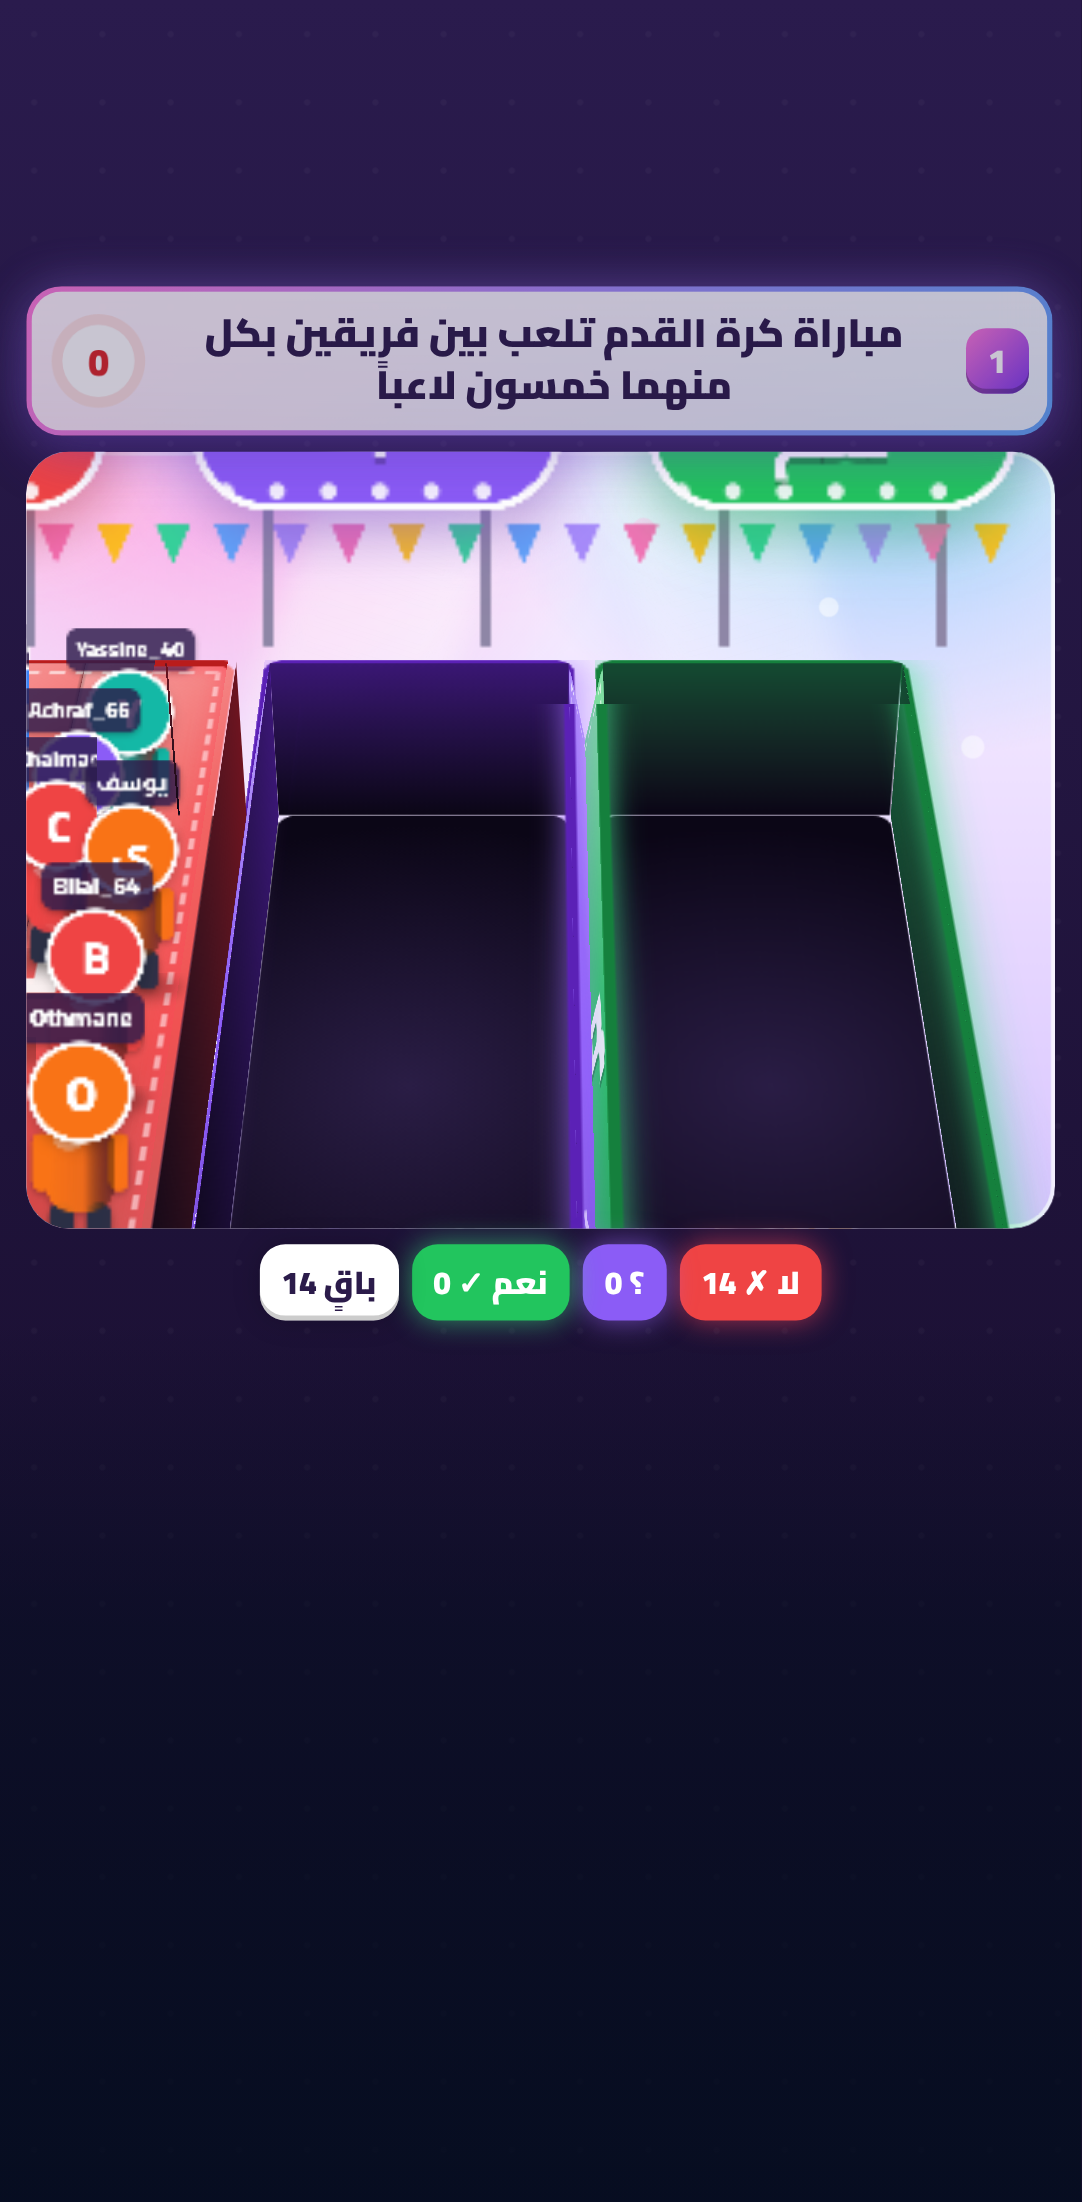 1
مباراة كرة القدم تلعب بين فريقين بكل
منهما خمسون لاعباً
0
Yassine_40
Achraf_66
يوسف
C
ي
Bilal_64
B
Othmane
O
لا ✗ 14
؟ 0
نعم ✓ 0
باقٍ 14